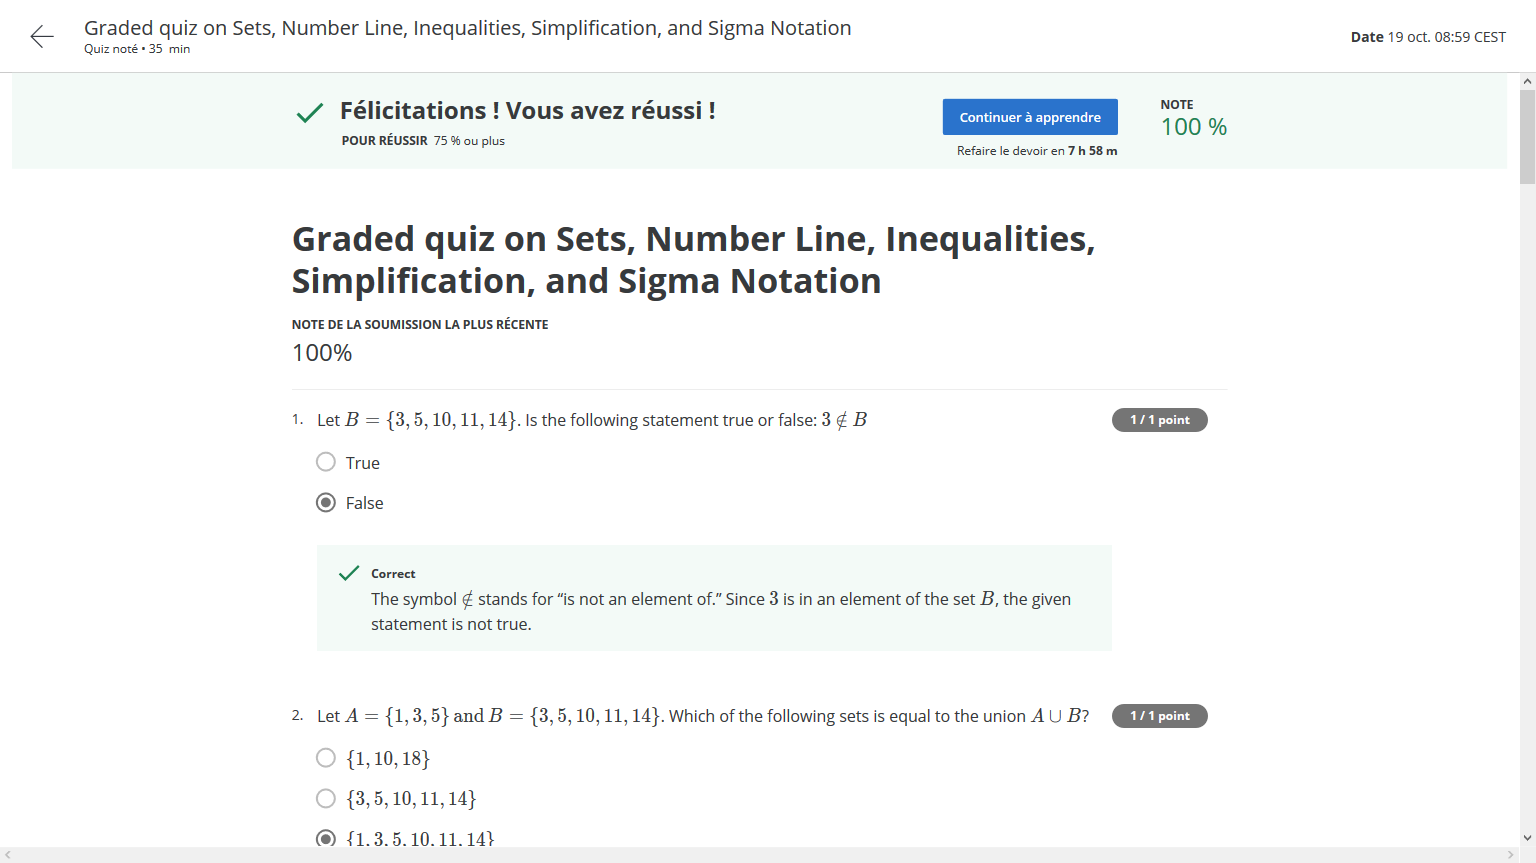 Graded quiz on Sets, Number Line, Inequalities, Simplification, and Sigma Notation
Quiz noté • 35 min
Date 19 oct. 08:59 CEST
Félicitations ! Vous avez réussi !
POUR RÉUSSIR 75 % ou plus
Continuer à apprendre
Refaire le devoir en 7 h 58 m
NOTE
100 %
Graded quiz on Sets, Number Line, Inequalities,
Simplification, and Sigma Notation
NOTE DE LA SOUMISSION LA PLUS RÉCENTE
100%
1. Let B = {3, 5, 10, 11, 14}. Is the following statement true or false: 3 ∉ B
1 / 1 point
True
False
Correct
The symbol ∉ stands for “is not an element of.” Since 3 is in an element of the set B, the given
statement is not true.
2. Let A = {1, 3, 5} and B = {3, 5, 10, 11, 14}. Which of the following sets is equal to the union A ∪ B?
1 / 1 point
{1, 10, 18}
{3, 5, 10, 11, 14}
{1, 3, 5, 10, 11, 14}